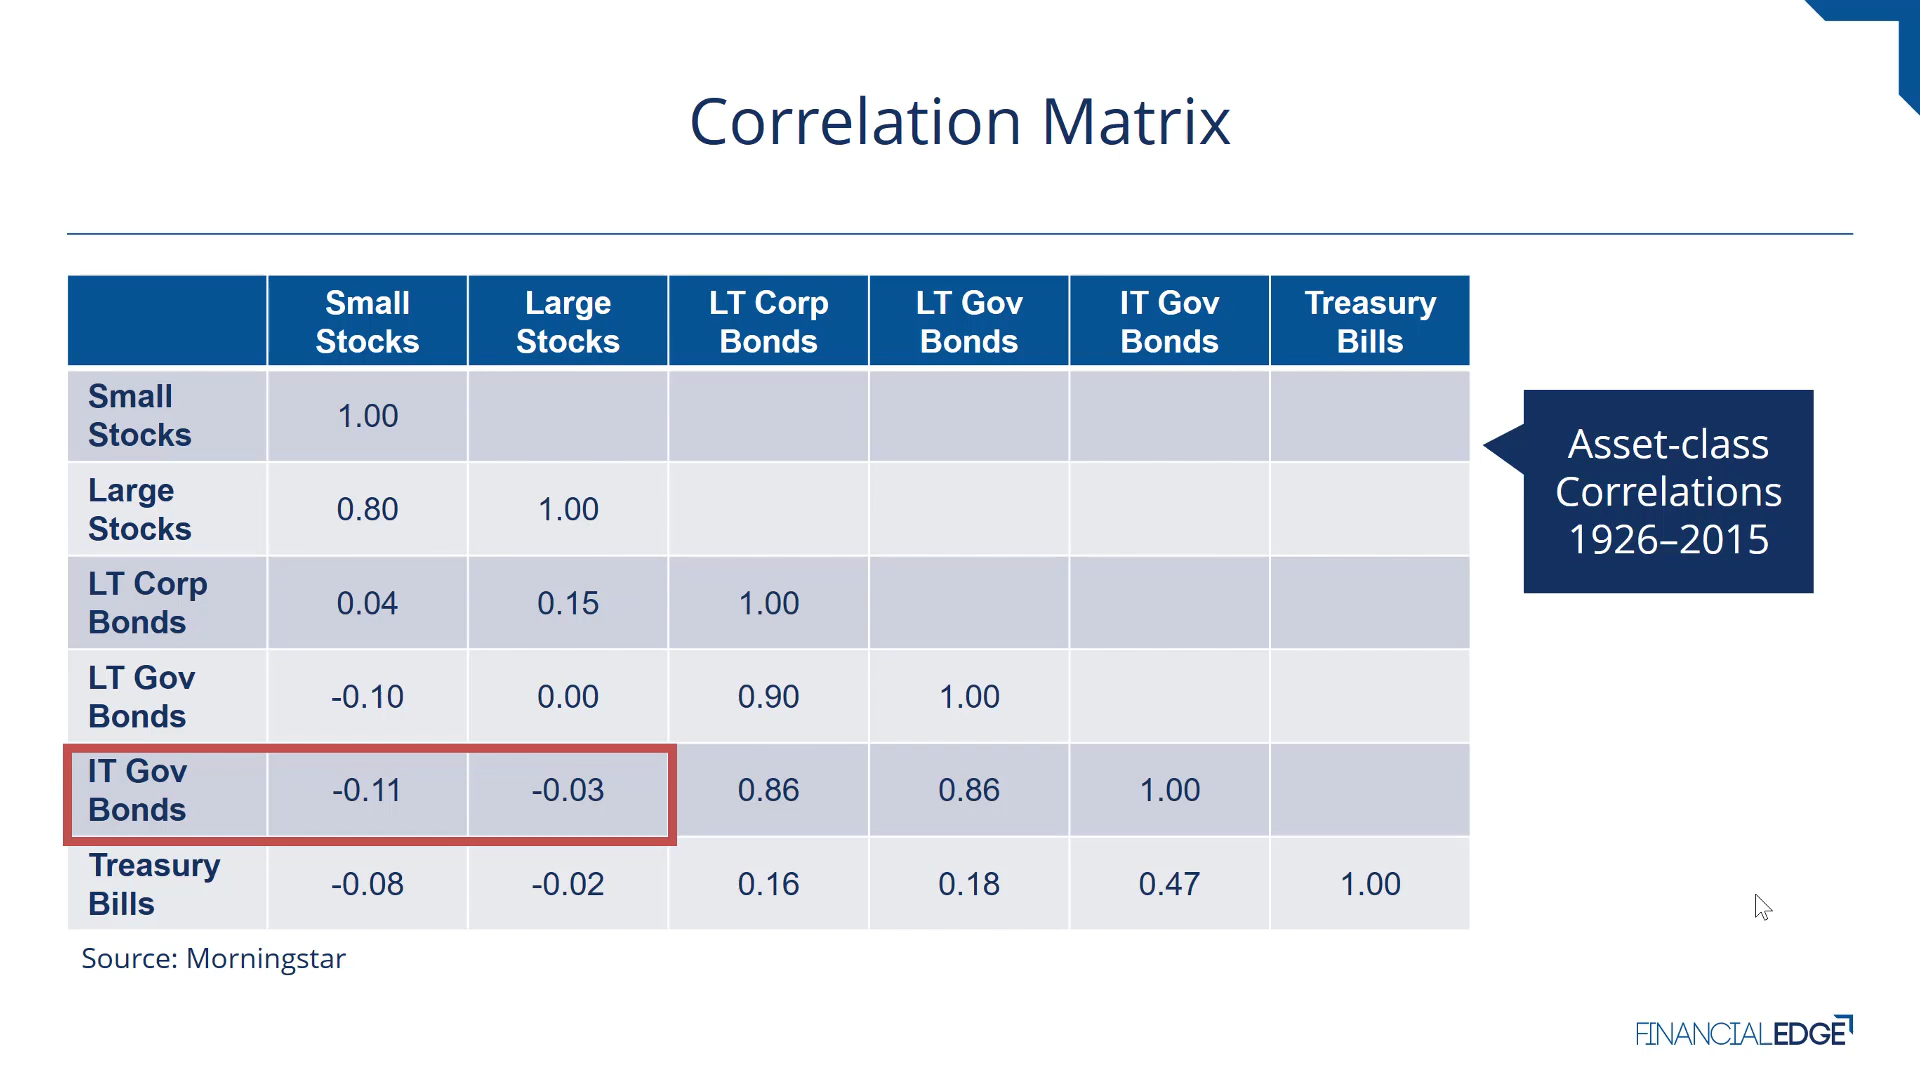 Correlation Matrix
Small Stocks Large Stocks LT Corp Bonds LT Gov Bonds IT Gov Bonds Treasury Bills
Small Stocks 1.00
Large Stocks 0.80 1.00
LT Corp Bonds 0.04 0.15 1.00
LT Gov Bonds -0.10 0.00 0.90 1.00
IT Gov Bonds -0.11 -0.03 0.86 0.86 1.00
Treasury Bills -0.08 -0.02 0.16 0.18 0.47 1.00
Asset-class
Correlations
1926–2015
Source: Morningstar
FINANCIALEDGE